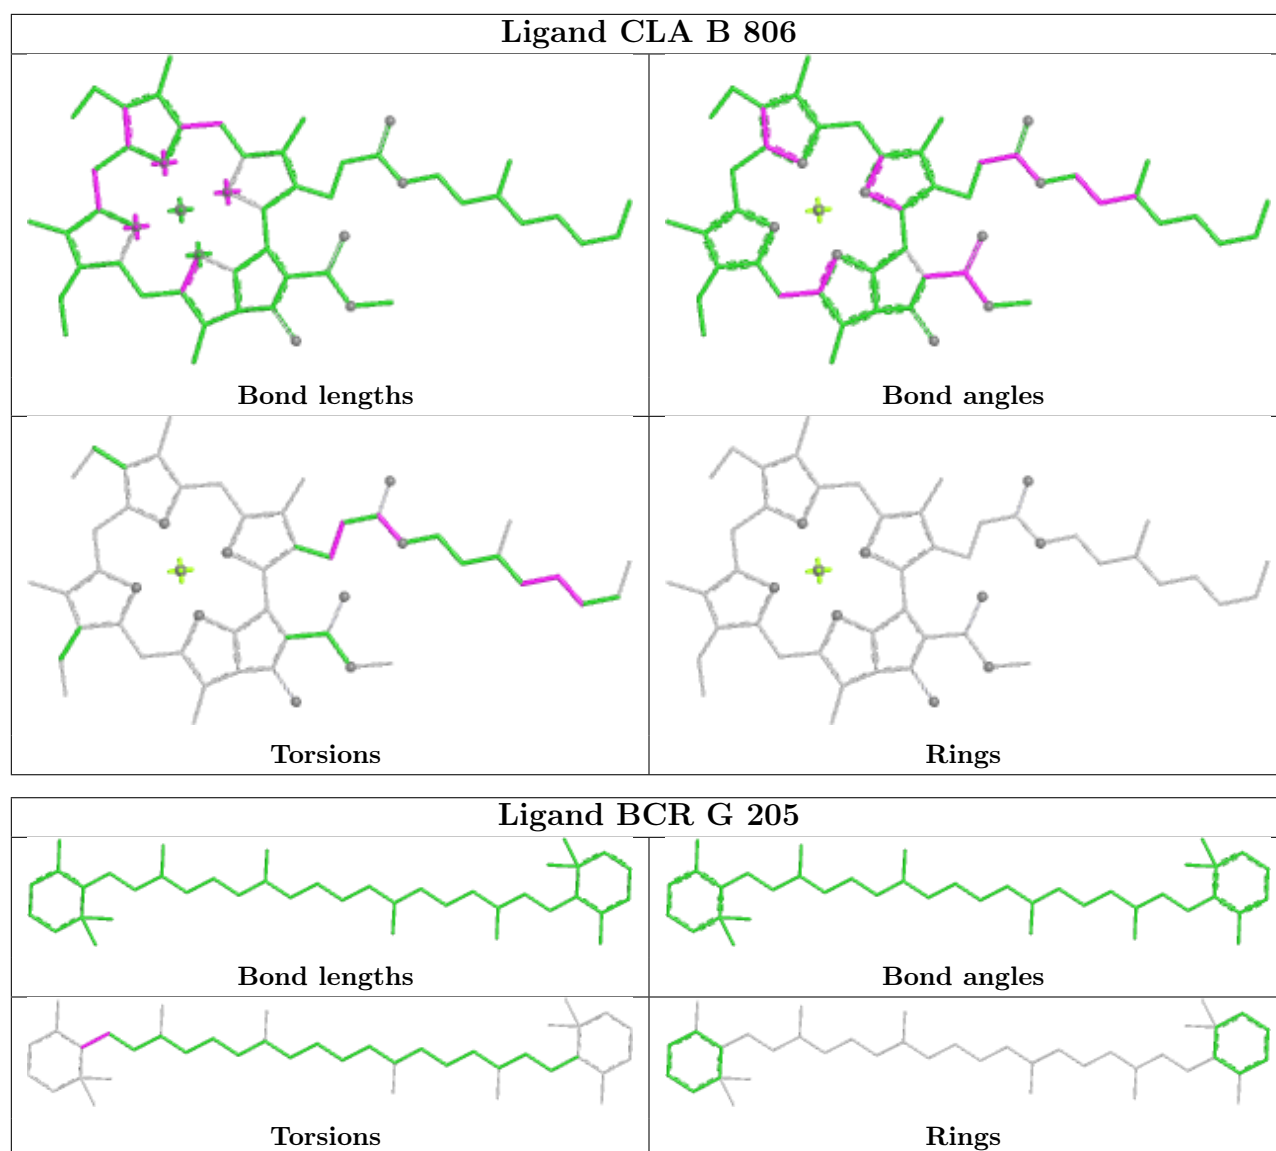 Ligand CLA B 806
Bond lengths
Bond angles
Torsions
Rings
Ligand BCR G 205
Bond lengths
Bond angles
Torsions
Rings